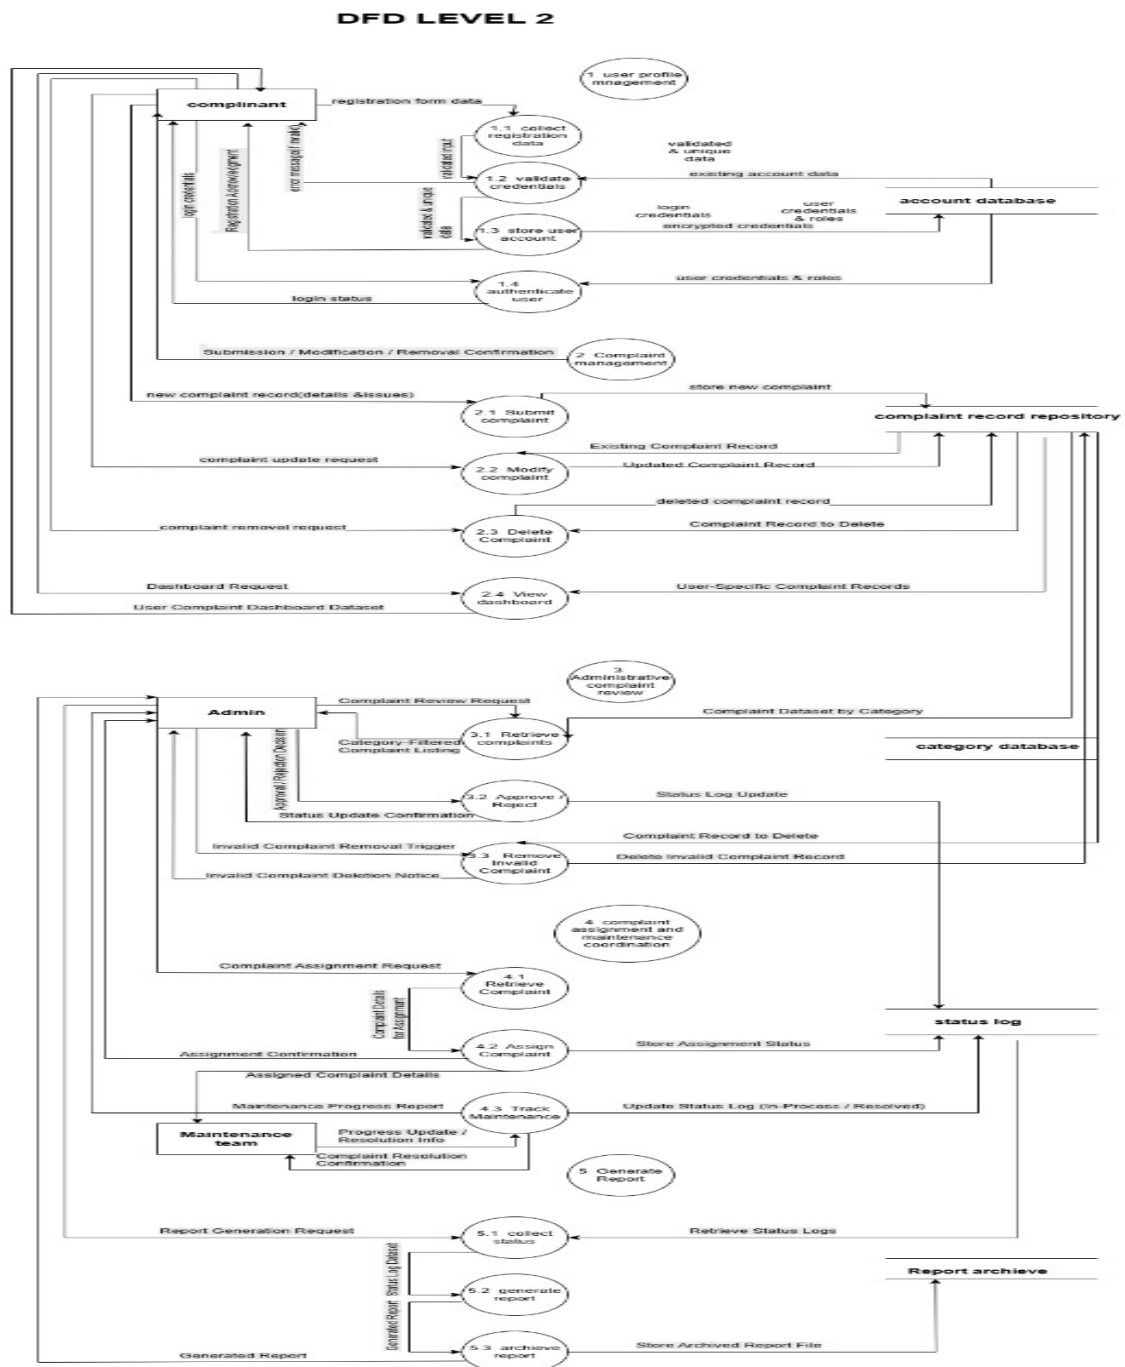 DFD LEVEL 2
1 user profile
mnagement
complinant
registration form data
1.1 collect
registration
data
validated input
error message(if invalid)
Registration Acknowledgment
login credentials
validated
& unique
data
1.2 validate
credentials
existing account data
account database
validated & unique
data
login
credentials
user
credentials
& roles
1.3 store user
account
encrypted credentials
1.4
authenticate
user
user credentials & roles
login status
Submission / Modification / Removal Confirmation
2 Complaint
management
new complaint record(details &issues)
2.1 Submit
complaint
store new complaint
complaint record repository
Existing Complaint Record
complaint update request
2.2 Modify
complaint
Updated Complaint Record
deleted complaint record
complaint removal request
2.3 Delete
Complaint
Complaint Record to Delete
Dashboard Request
2.4 View
dashboard
User-Specific Complaint Records
User Complaint Dashboard Dataset
3
Administrative
complaint
review
Admin
Complaint Review Request
Complaint Dataset by Category
3.1 Retrieve
complaints
Category-Filtered
Complaint Listing
category database
Approval / Rejection Decision
3.2 Approve /
Reject
Status Log Update
Status Update Confirmation
Complaint Record to Delete
Invalid Complaint Removal Trigger
3.3 Remove
Invalid
Complaint
Delete Invalid Complaint Record
Invalid Complaint Deletion Notice
4 complaint
assignment and
maintenance
coordination
Complaint Assignment Request
4.1
Retrieve
Complaint
Complaint Details
for Assignment
status log
4.2 Assign
Complaint
Store Assignment Status
Assignment Confirmation
Assigned Complaint Details
Maintenance Progress Report
4.3 Track
Maintenance
Update Status Log (In-Process / Resolved)
Maintenance
team
Progress Update /
Resolution Info
Complaint Resolution
Confirmation
5 Generate
Report
Report Generation Request
5.1 collect
status
Retrieve Status Logs
Status Log Dataset
Report archieve
5.2 generate
report
Generated Report
5.3 archieve
report
Store Archived Report File
Generated Report